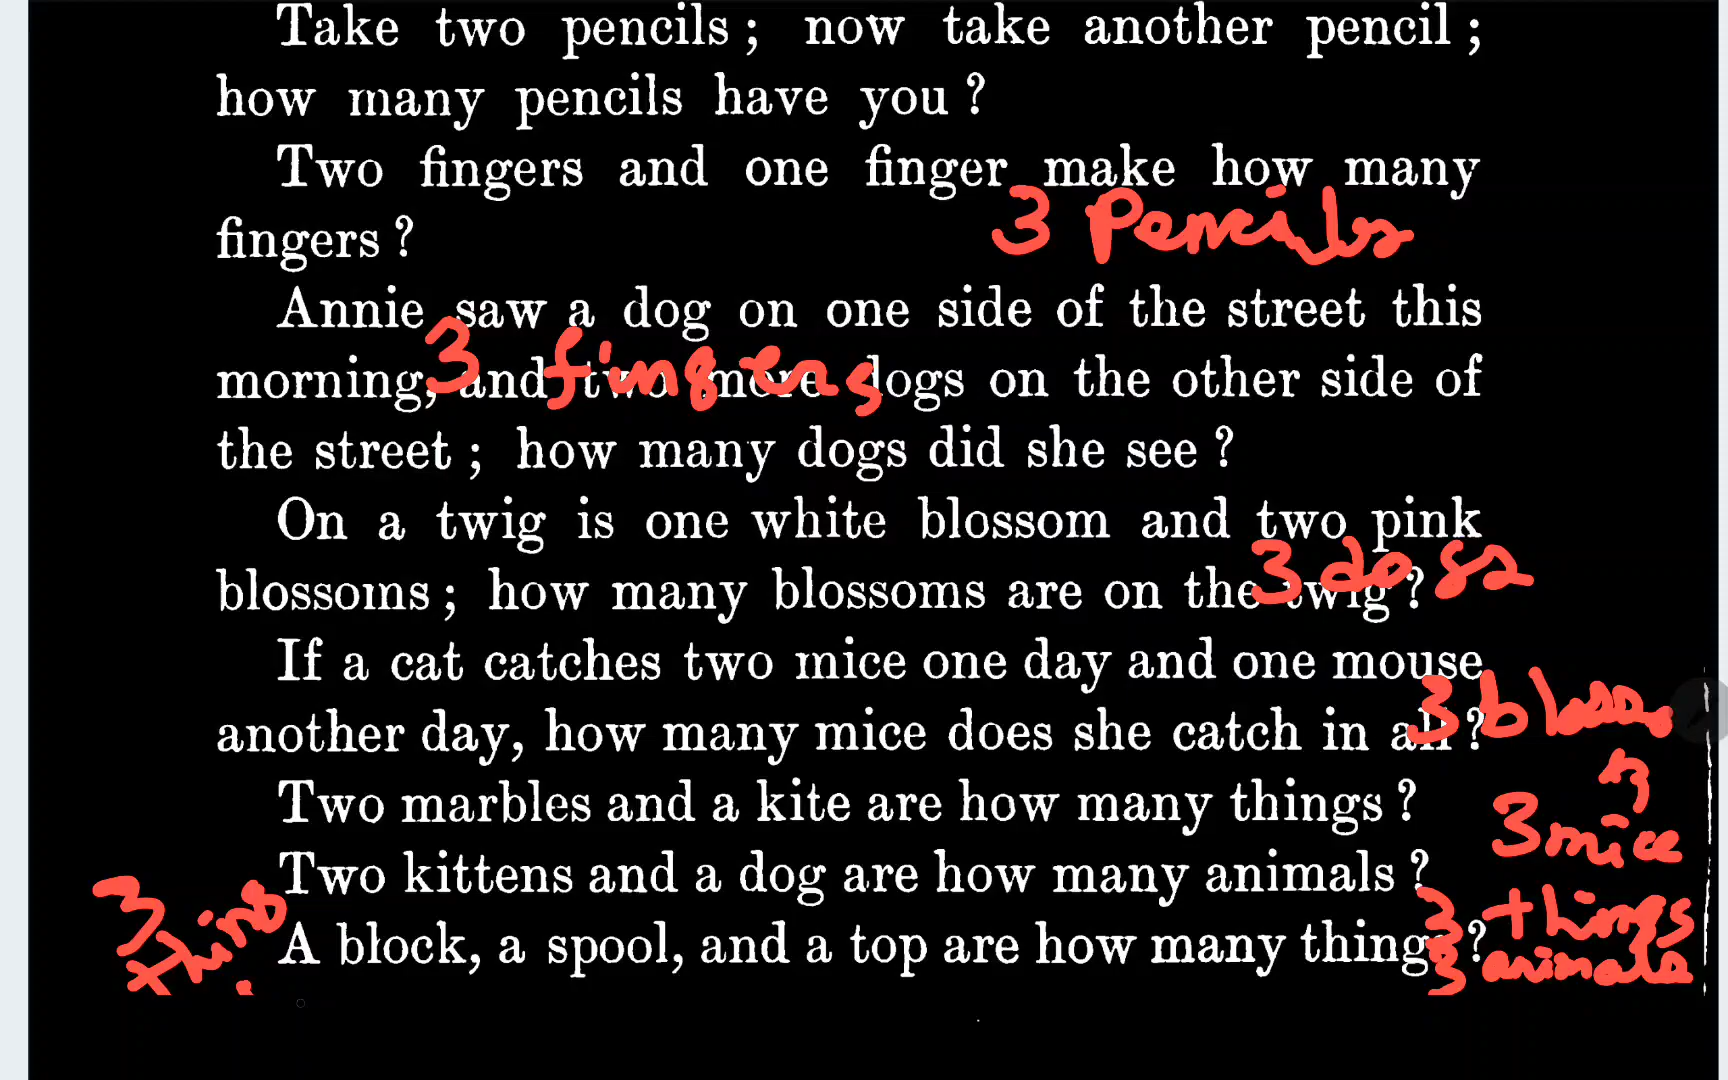 Take two pencils; now take another pencil;
how many pencils have you?
Two fingers and one finger make how many
3 Pencils
fingers?
Annie saw a dog on one side of the street this
3 fingers
morning, and two more dogs on the other side of
the street; how many dogs did she see?
On a twig is one white blossom and two pink
3 dogs
blossoms; how many blossoms are on the twig?
If a cat catches two mice one day and one mouse
3 blosso
another day, how many mice does she catch in all?
Two marbles and a kite are how many things?
3 mice
Two kittens and a dog are how many animals?
3 things
3 things
A block, a spool, and a top are how many things?
3 animals